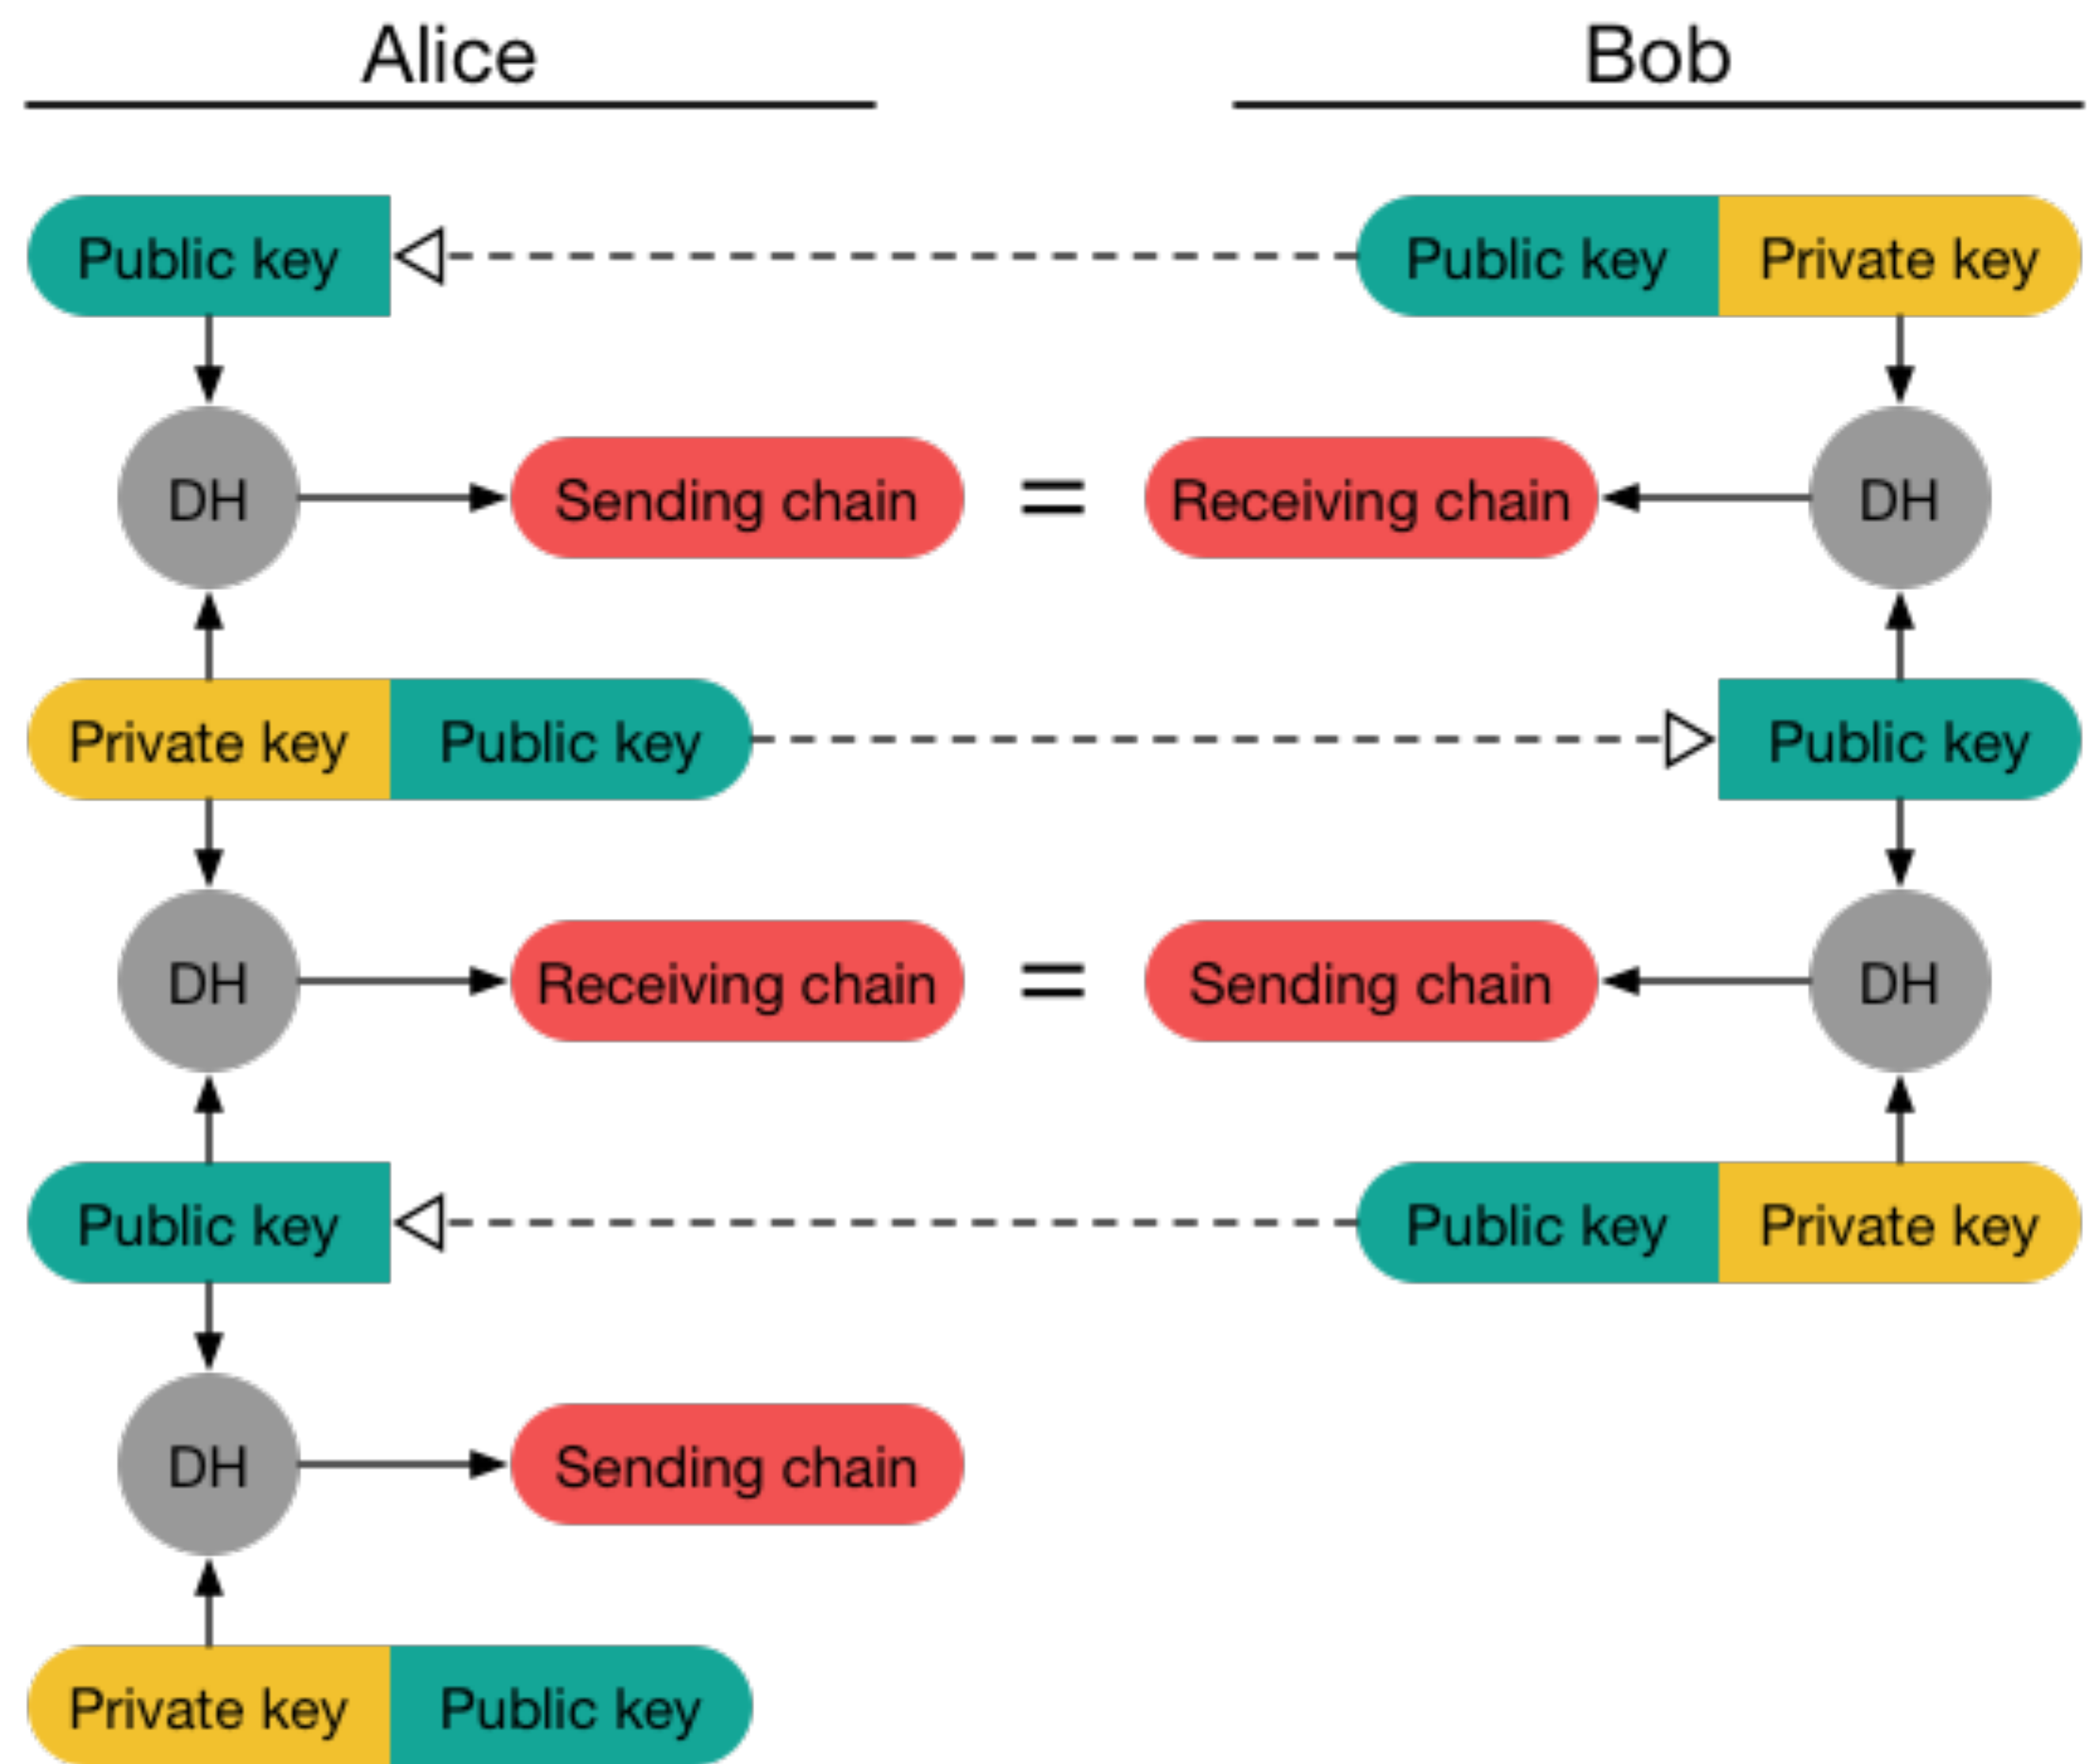 Alice
Bob
Public key
Public key
Private key
DH
Sending chain
=
Receiving chain
DH
Private key
Public key
Public key
DH
Receiving chain
=
Sending chain
DH
Public key
Public key
Private key
DH
Sending chain
Private key
Public key